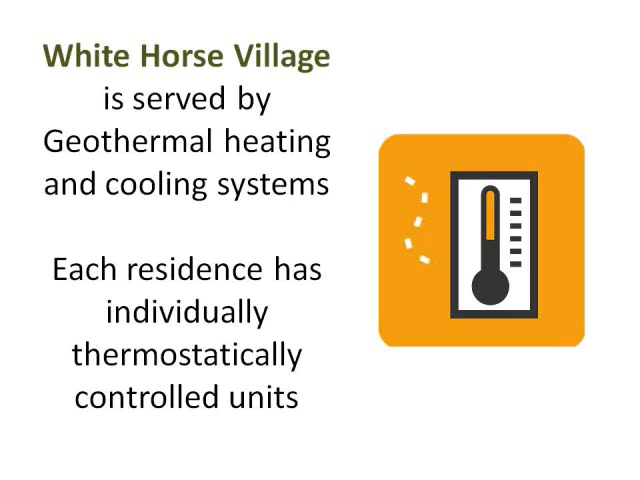 White Horse Village
is served by
Geothermal heating
and cooling systems
Each residence has
individually
thermostatically
controlled units